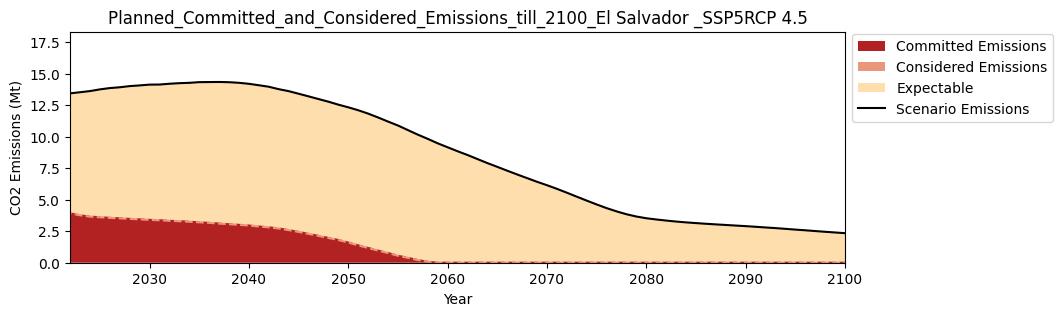 Planned_Committed_and_Considered_Emissions_till_2100_El Salvador _SSP5RCP 4.5
CO2 Emissions (Mt)
17.5
15.0
12.5
10.0
7.5
5.0
2.5
0.0
2030 2040 2050 2060 2070 2080 2090 2100
Year
Committed Emissions
Considered Emissions
Expectable
Scenario Emissions